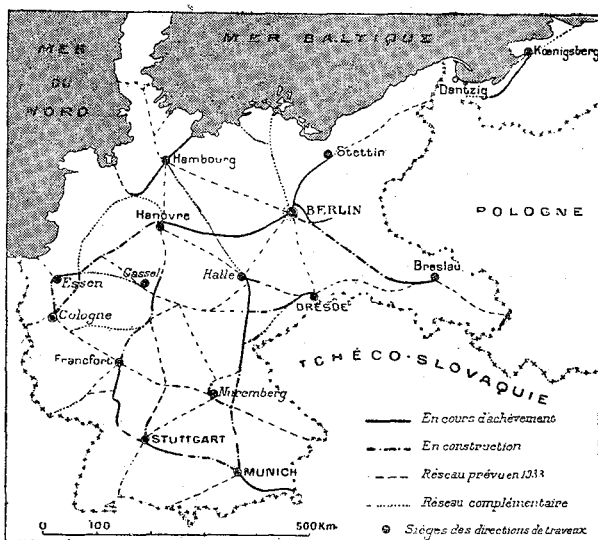 MER BALTIQUE
MER
DU
NORD
Kœnigsberg
Dantzig
Hambourg
Stettin
Hanovre
BERLIN
POLOGNE
Essen
Cassel
Halle
Breslau
Cologne
DRESDE
Francfort
TCHÉCO-SLOVAQUIE
Nuremberg
STUTTGART
MUNICH
En cours d'achèvement
En construction
Réseau prévu en 1933
Réseau complémentaire
Sièges des directions de travaux
0 100 500 Km.